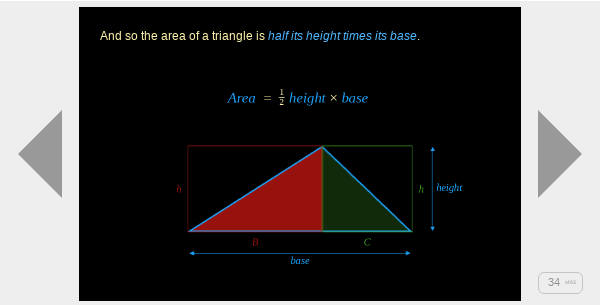 And so the area of a triangle is half its height times its base.
Area = 1/2 height × base
h
h
height
B
C
base
34